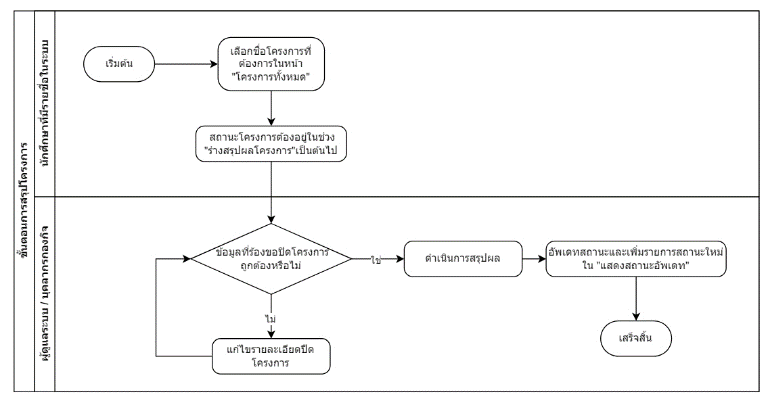 ขั้นตอนการสรุปโครงการ
นักศึกษาที่มีรายชื่อในระบบ
เริ่มต้น
เลือกชื่อโครงการที่
ต้องการในหน้า
"โครงการทั้งหมด"
สถานะโครงการต้องอยู่ในช่วง
"ร่างสรุปผลโครงการ"เป็นต้นไป
ผู้ดูแลระบบ / บุคลากรกองกิจ
ข้อมูลที่ร้องขอปิดโครงการ
ถูกต้องหรือไม่
ใช่
ดำเนินการสรุปผล
อัพเดทสถานะและเพิ่มรายการสถานะใหม่
ใน "แสดงสถานะอัพเดท"
ไม่
แก้ไขรายละเอียดปิด
โครงการ
เสร็จสิ้น